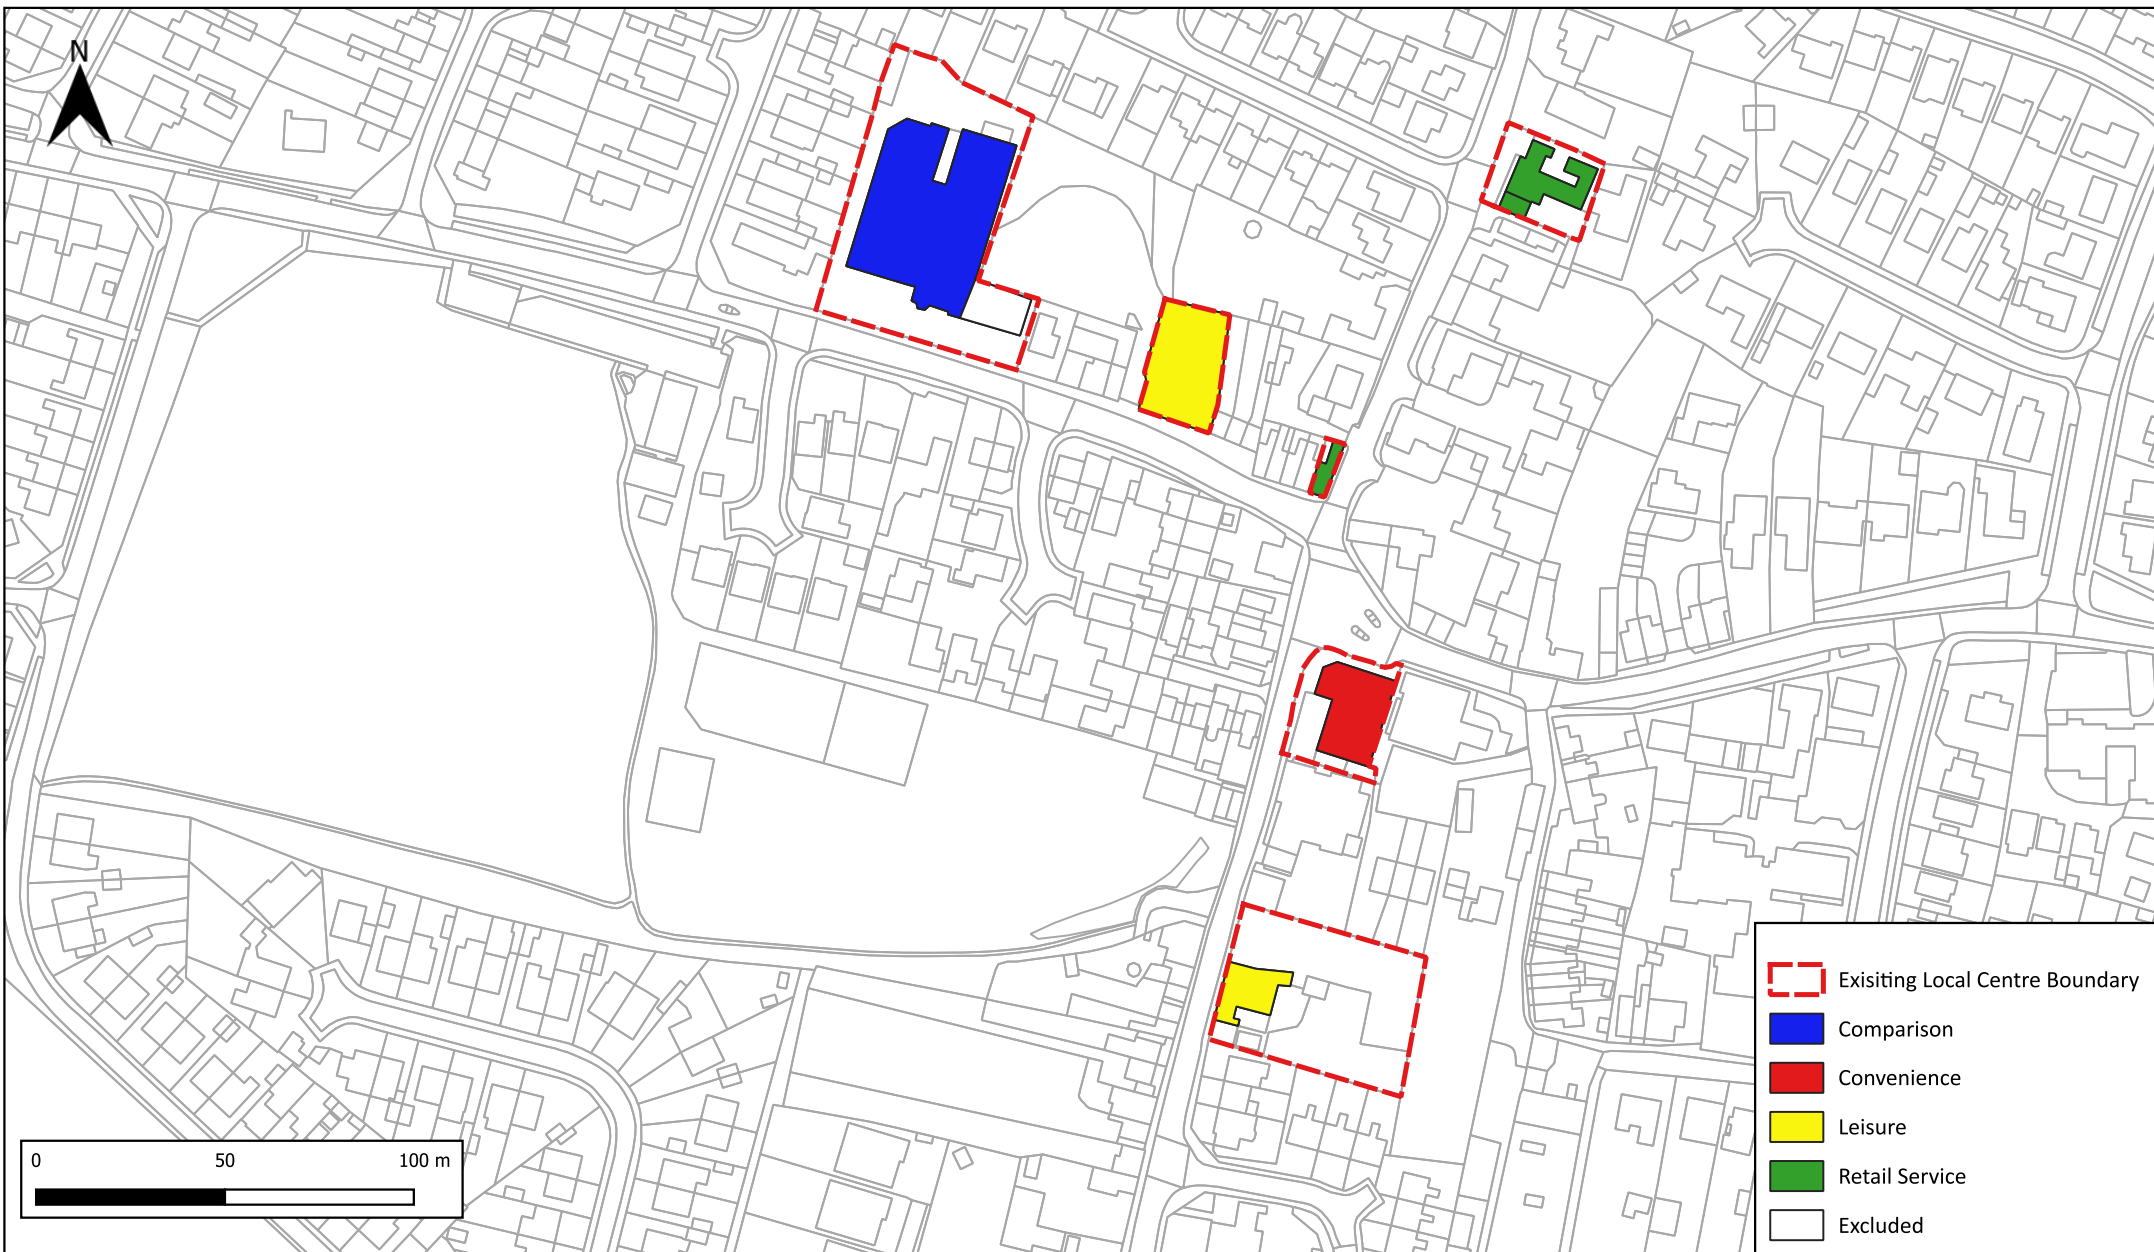 N
Exisiting Local Centre Boundary
Comparison
Convenience
Leisure
Retail Service
Excluded
0 50 100 m